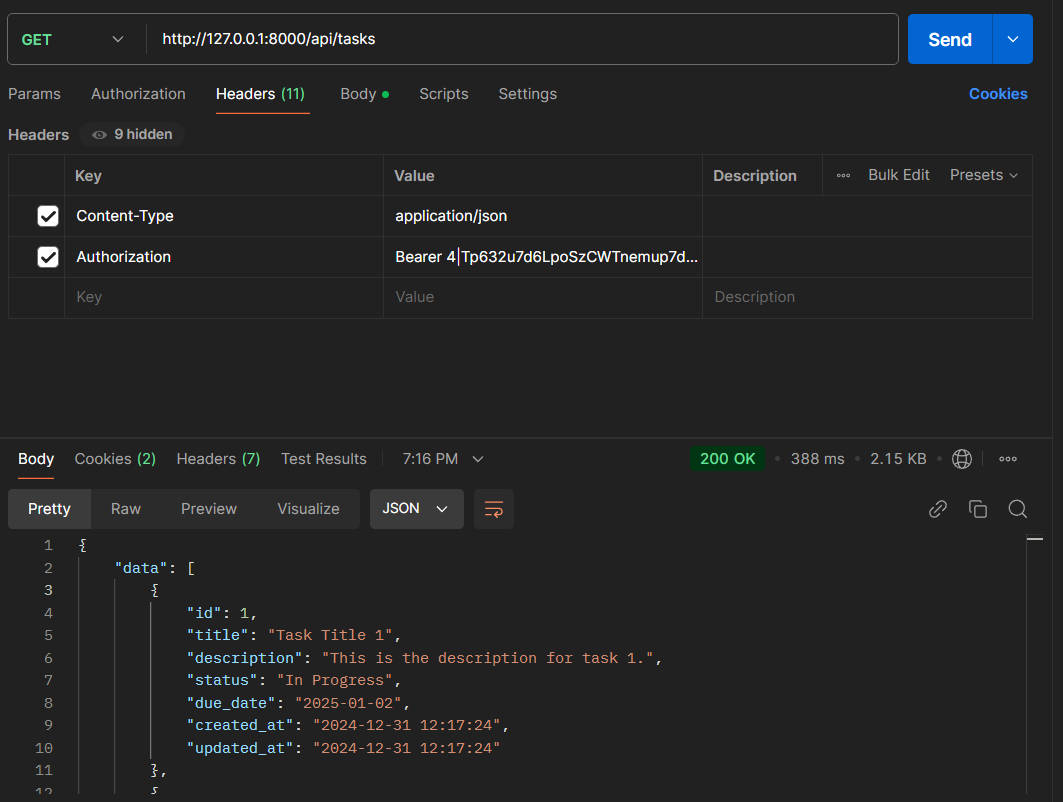 GET http://127.0.0.1:8000/api/tasks Send
Params Authorization Headers (11) Body Scripts Settings Cookies
Headers 9 hidden
Key Value Description Bulk Edit Presets
Content-Type application/json
Authorization Bearer 4|Tp632u7d6LpoSzCWTnemup7d...
Key Value Description
Body Cookies (2) Headers (7) Test Results 7:16 PM 200 OK 388 ms 2.15 KB
Pretty Raw Preview Visualize JSON
1 {
2 "data": [
3 {
4 "id": 1,
5 "title": "Task Title 1",
6 "description": "This is the description for task 1.",
7 "status": "In Progress",
8 "due_date": "2025-01-02",
9 "created_at": "2024-12-31 12:17:24",
10 "updated_at": "2024-12-31 12:17:24"
11 },
12 {